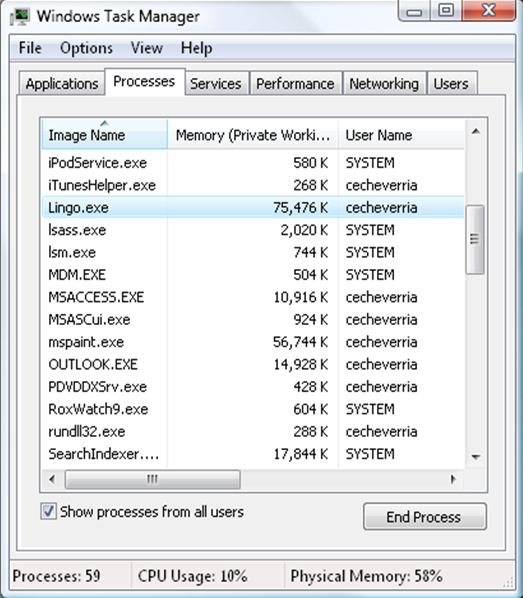 Windows Task Manager
File Options View Help
Applications Processes Services Performance Networking Users
Image Name Memory (Private Worki... User Name
iPodService.exe 580 K SYSTEM
iTunesHelper.exe 268 K cecheverria
Lingo.exe 75,476 K cecheverria
lsass.exe 2,020 K SYSTEM
lsm.exe 744 K SYSTEM
MDM.EXE 504 K SYSTEM
MSACCESS.EXE 10,916 K cecheverria
MSASCui.exe 924 K cecheverria
mspaint.exe 56,744 K cecheverria
OUTLOOK.EXE 14,928 K cecheverria
PDVDDXSrv.exe 428 K cecheverria
RoxWatch9.exe 604 K SYSTEM
rundll32.exe 288 K cecheverria
SearchIndexer.... 17,844 K SYSTEM
Show processes from all users
End Process
Processes: 59 CPU Usage: 10% Physical Memory: 58%